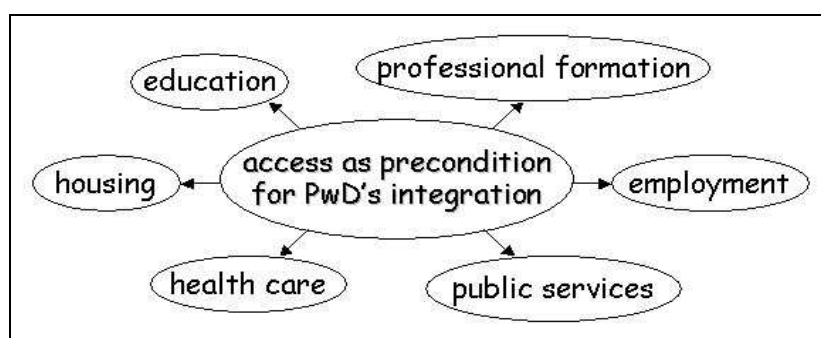 education
professional formation
access as precondition
for PwD's integration
housing
employment
health care
public services